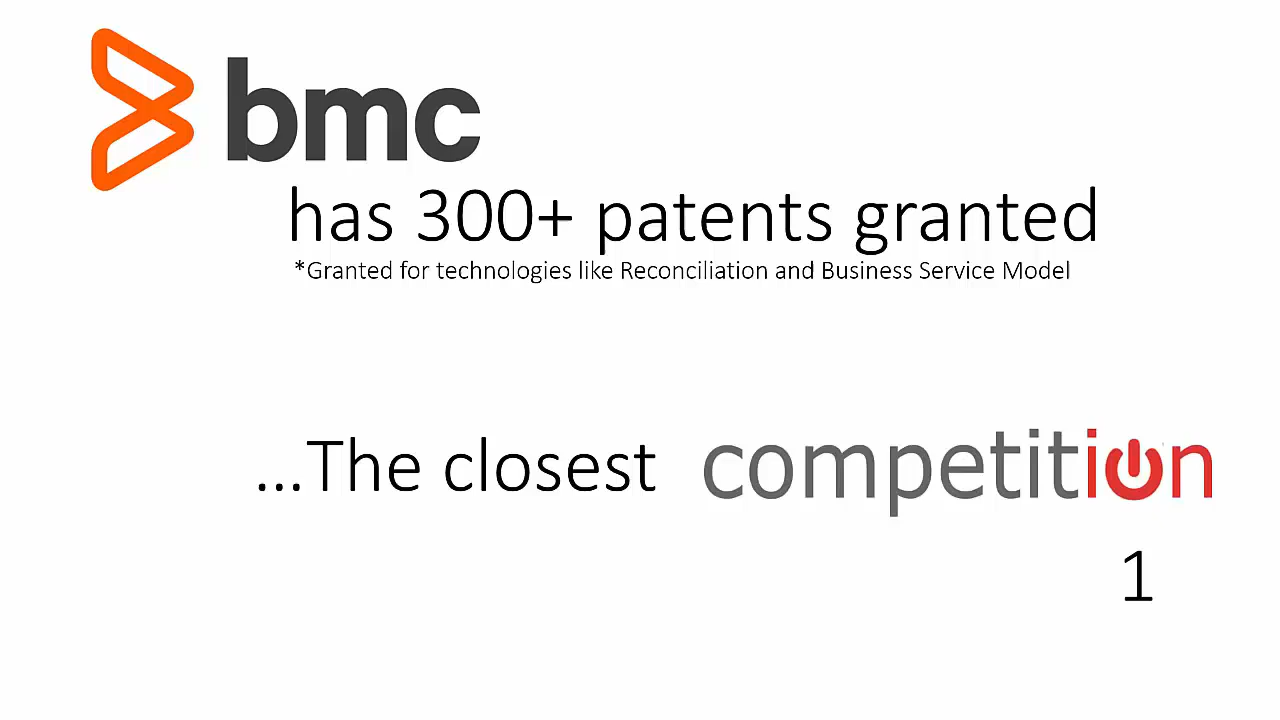 bmc
has 300+ patents granted
*Granted for technologies like Reconciliation and Business Service Model
...The closest competition
1